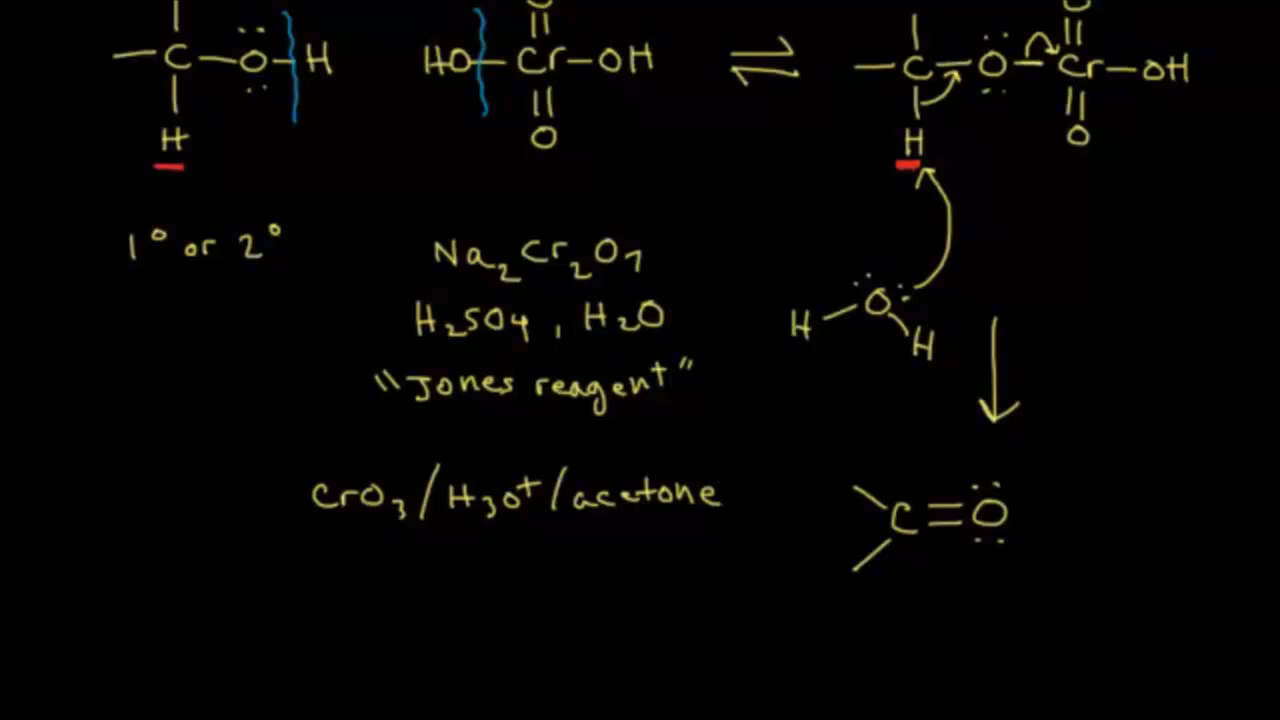 O O O
C O H HO Cr OH C O Cr OH
H O H O
1° or 2°
Na2Cr2O7
H2SO4, H2O
"Jones reagent"
H O H
CrO3/H3O+/acetone
C=O